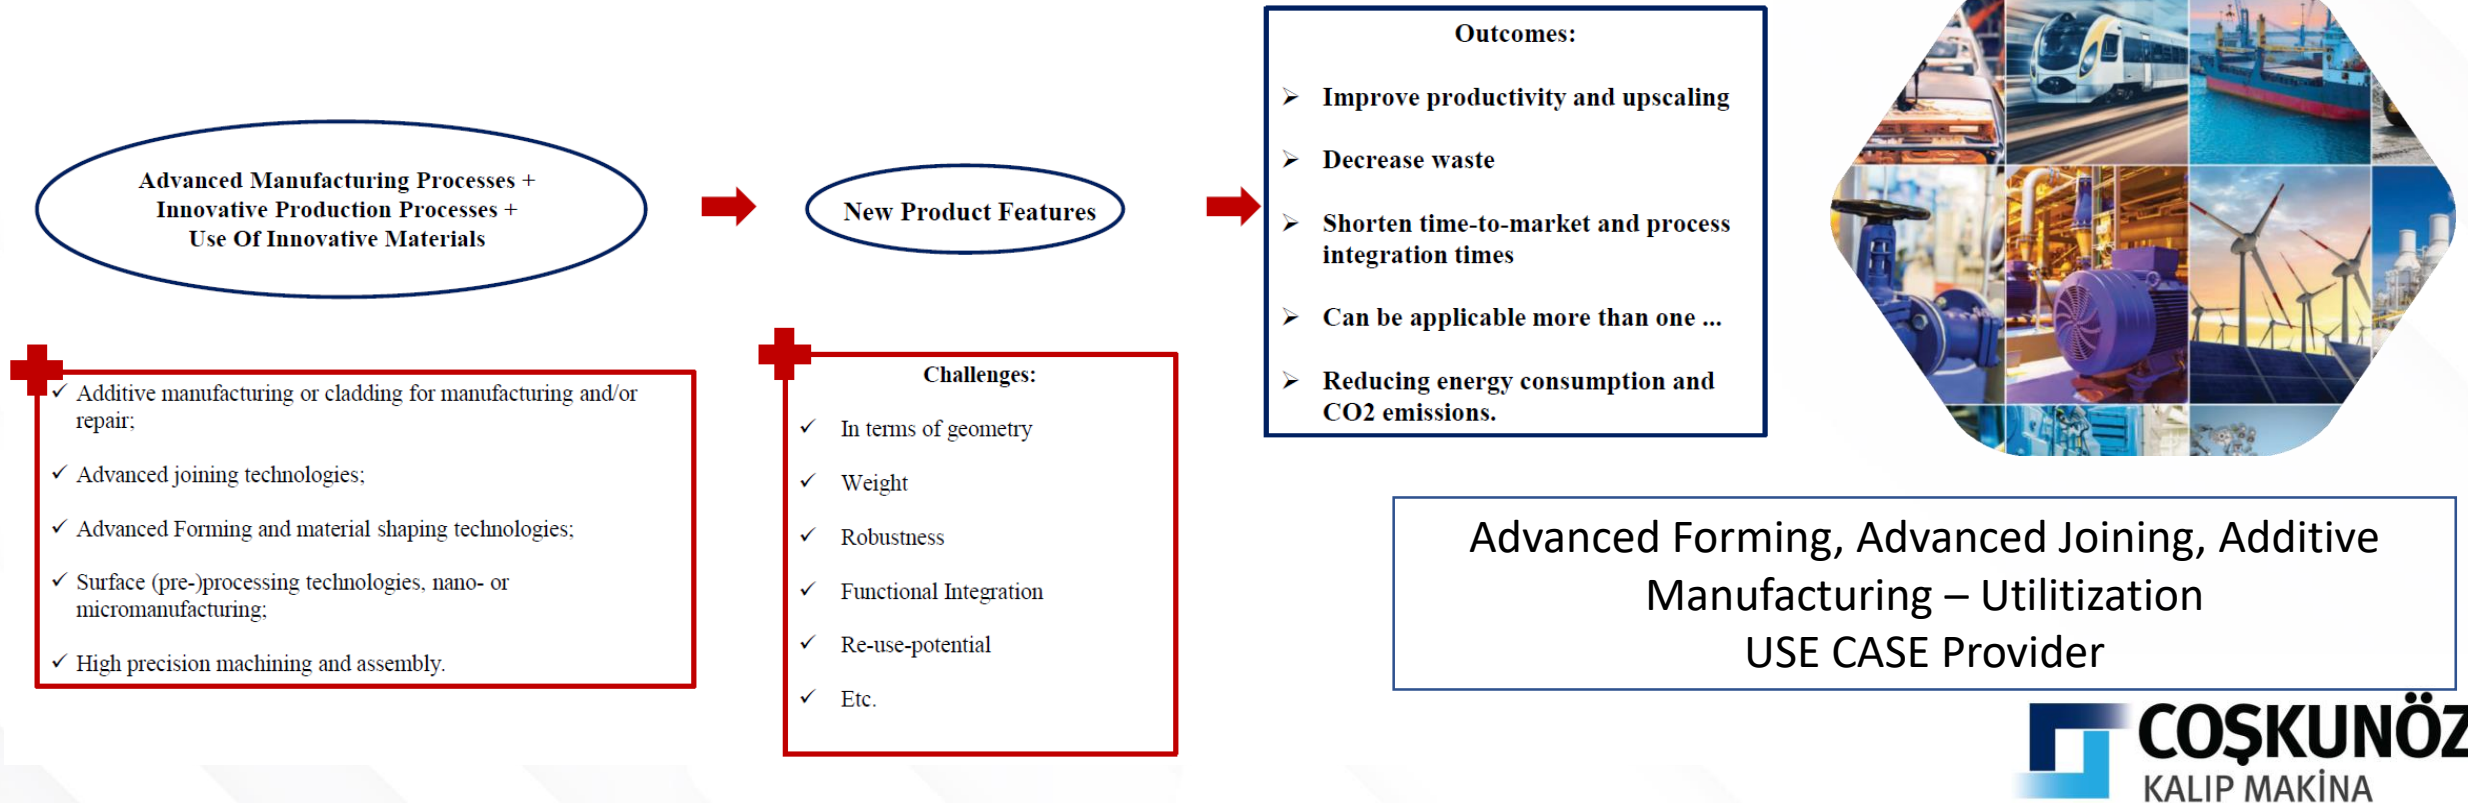 Advanced Manufacturing Processes +
Innovative Production Processes +
Use Of Innovative Materials
✓ Additive manufacturing or cladding for manufacturing and/or
repair;
✓ Advanced joining technologies;
✓ Advanced Forming and material shaping technologies;
✓ Surface (pre-)processing technologies, nano- or
micromanufacturing;
✓ High precision machining and assembly.
New Product Features
Challenges:
✓ In terms of geometry
✓ Weight
✓ Robustness
✓ Functional Integration
✓ Re-use-potential
✓ Etc.
Outcomes:
➢ Improve productivity and upscaling
➢ Decrease waste
➢ Shorten time-to-market and process
integration times
➢ Can be applicable more than one ...
➢ Reducing energy consumption and
CO2 emissions.
Advanced Forming, Advanced Joining, Additive
Manufacturing – Utilitization
USE CASE Provider
COŞKUNÖZ
KALIP MAKİNA